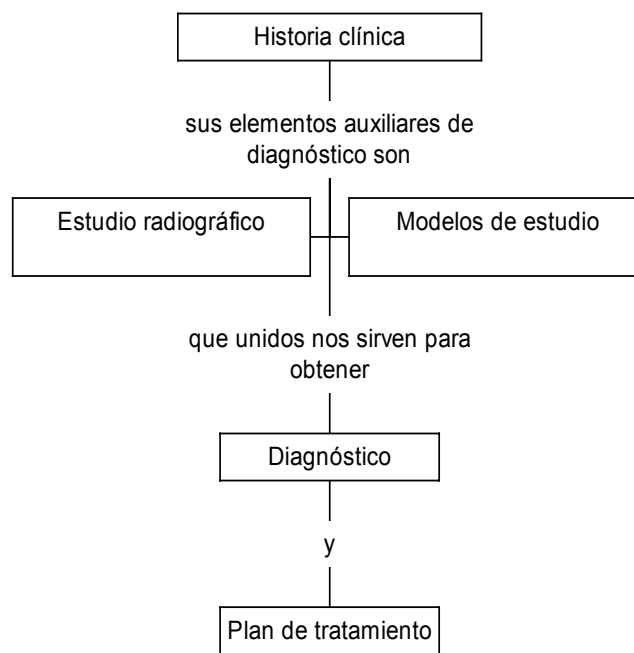 Historia clínica
sus elementos auxiliares de
diagnóstico son
Estudio radiográfico
Modelos de estudio
que unidos nos sirven para
obtener
Diagnóstico
y
Plan de tratamiento